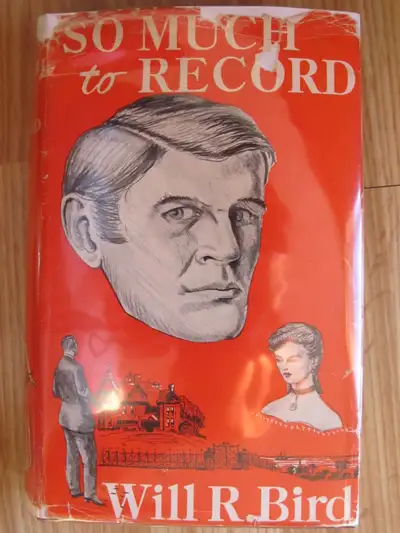 SO MUCH
to RECORD
Will R. Bird